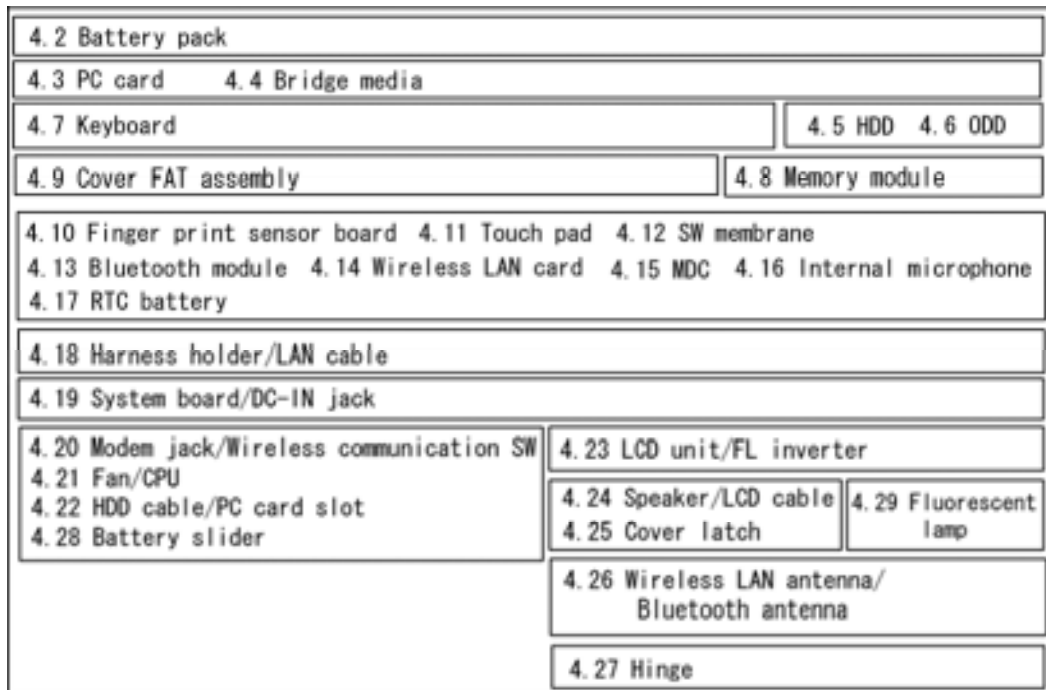 4.2 Battery pack
4.3 PC card 4.4 Bridge media
4.7 Keyboard
4.5 HDD 4.6 ODD
4.9 Cover FAT assembly
4.8 Memory module
4.10 Finger print sensor board 4.11 Touch pad 4.12 SW membrane
4.13 Bluetooth module 4.14 Wireless LAN card 4.15 MDC 4.16 Internal microphone
4.17 RTC battery
4.18 Harness holder/LAN cable
4.19 System board/DC-IN jack
4.20 Modem jack/Wireless communication SW
4.21 Fan/CPU
4.22 HDD cable/PC card slot
4.28 Battery slider
4.23 LCD unit/FL inverter
4.24 Speaker/LCD cable
4.25 Cover latch
4.29 Fluorescent
lamp
4.26 Wireless LAN antenna/
Bluetooth antenna
4.27 Hinge